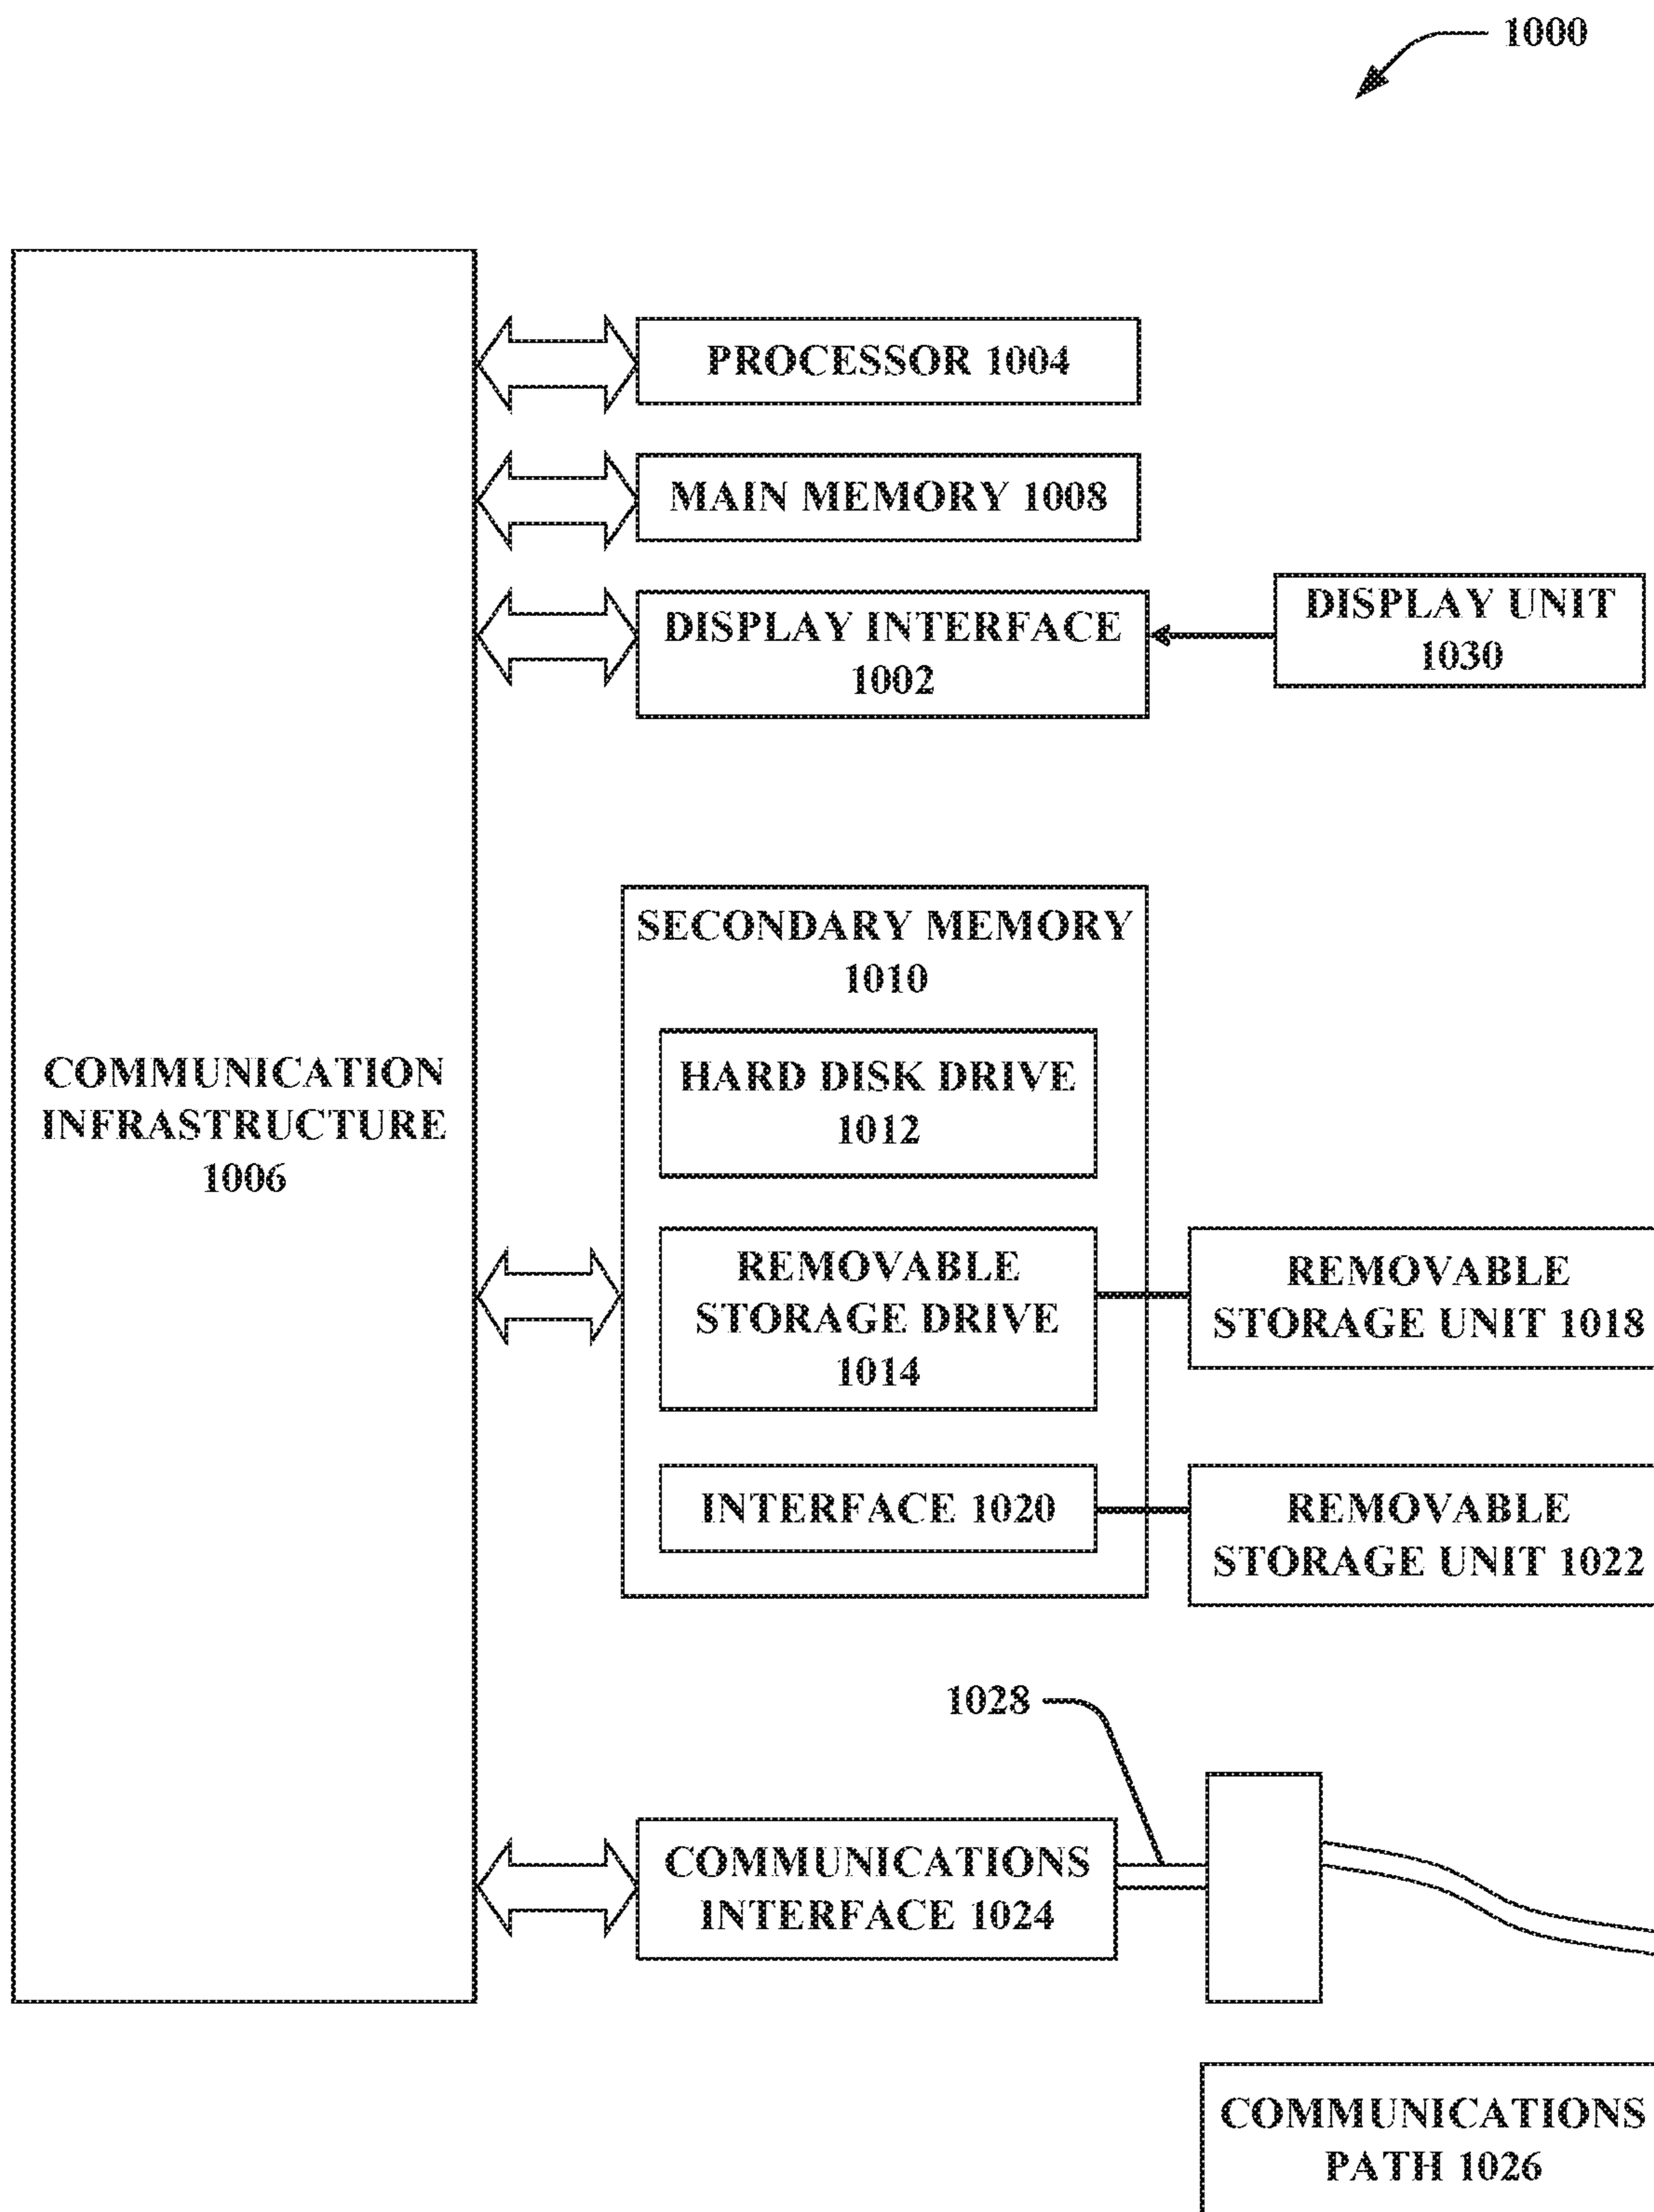 1000
PROCESSOR 1004
MAIN MEMORY 1008
DISPLAY INTERFACE
1002
DISPLAY UNIT
1030
SECONDARY MEMORY
1010
HARD DISK DRIVE
1012
COMMUNICATION
INFRASTRUCTURE
1006
REMOVABLE
STORAGE DRIVE
1014
REMOVABLE
STORAGE UNIT 1018
INTERFACE 1020
REMOVABLE
STORAGE UNIT 1022
1028
COMMUNICATIONS
INTERFACE 1024
COMMUNICATIONS
PATH 1026